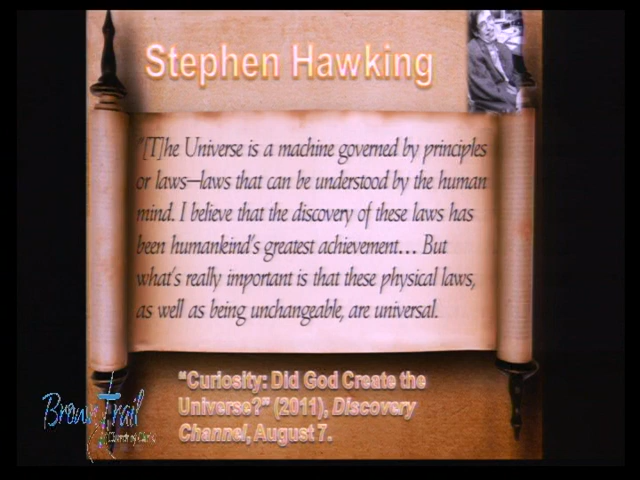 Stephen Hawking
"[T]he Universe is a machine governed by principles
or laws—laws that can be understood by the human
mind. I believe that the discovery of these laws has
been humankind's greatest achievement… But
what's really important is that these physical laws,
as well as being unchangeable, are universal.
"Curiosity: Did God Create the
Universe?" (2011), Discovery
Channel, August 7.
Brown Trail
Church of Christ